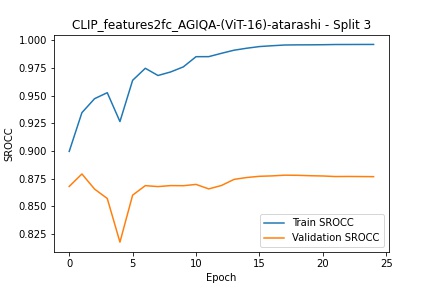 CLIP_features2fc_AGIQA-(ViT-16)-atarashi - Split 3
1.000
0.975
0.950
0.925
0.900
0.875
0.850
0.825
SROCC
Train SROCC
Validation SROCC
0 5 10 15 20 25
Epoch